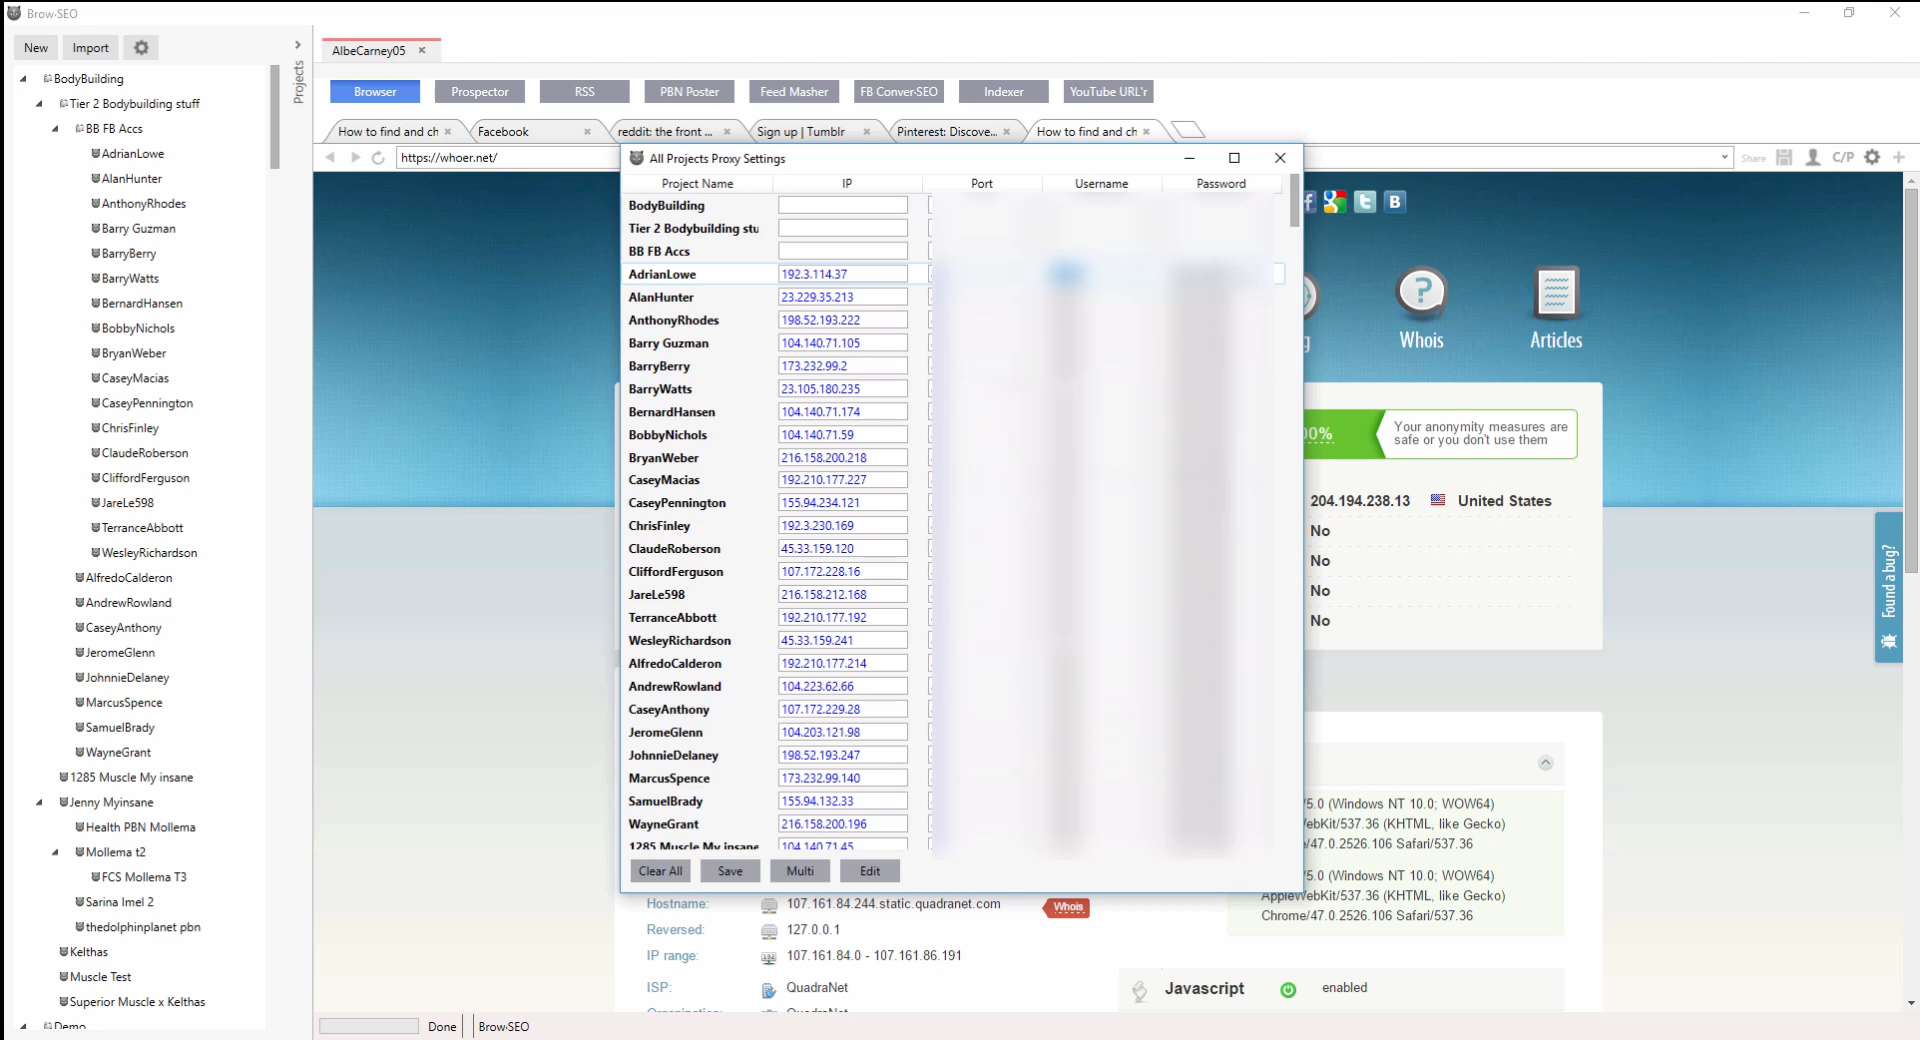 Brow·SEO
New
Import
Projects
BodyBuilding
Tier 2 Bodybuilding stuff
BB FB Accs
AdrianLowe
AlanHunter
AnthonyRhodes
Barry Guzman
BarryBerry
BarryWatts
BernardHansen
BobbyNichols
BryanWeber
CaseyMacias
CaseyPennington
ChrisFinley
ClaudeRoberson
CliffordFerguson
JareLe598
TerranceAbbott
WesleyRichardson
AlfredoCalderon
AndrewRowland
CaseyAnthony
JeromeGlenn
JohnnieDelaney
MarcusSpence
SamuelBrady
WayneGrant
1285 Muscle My insane
Jenny Myinsane
Health PBN Mollema
Mollema t2
FCS Mollema T3
Sarina Imel 2
thedolphinplanet pbn
Kelthas
Muscle Test
Superior Muscle x Kelthas
Demo
AlbeCarney05
Browser Prospector RSS PBN Poster Feed Masher FB Conver·SEO Indexer YouTube URL'r
How to find and ch Facebook reddit: the front ... Sign up | Tumblr Pinterest: Discove... How to find and ch
https://whoer.net/
Share
C/P
All Projects Proxy Settings
Project Name IP Port Username Password
BodyBuilding
Tier 2 Bodybuilding stu
BB FB Accs
AdrianLowe 192.3.114.37
AlanHunter 23.229.35.213
AnthonyRhodes 198.52.193.222
Barry Guzman 104.140.71.105
BarryBerry 173.232.99.2
BarryWatts 23.105.180.235
BernardHansen 104.140.71.174
BobbyNichols 104.140.71.59
BryanWeber 216.158.200.218
CaseyMacias 192.210.177.227
CaseyPennington 155.94.234.121
ChrisFinley 192.3.230.169
ClaudeRoberson 45.33.159.120
CliffordFerguson 107.172.228.16
JareLe598 216.158.212.168
TerranceAbbott 192.210.177.192
WesleyRichardson 45.33.159.241
AlfredoCalderon 192.210.177.214
AndrewRowland 104.223.62.66
CaseyAnthony 107.172.229.28
JeromeGlenn 104.203.121.98
JohnnieDelaney 198.52.193.247
MarcusSpence 173.232.99.140
SamuelBrady 155.94.132.33
WayneGrant 216.158.200.196
1285 Muscle My insane 104.140.71.45
Clear All Save Multi Edit
Whois
Articles
Your anonymity measures are
safe or you don't use them
204.194.238.13 United States
No
No
No
No
Found a bug?
/5.0 (Windows NT 10.0; WOW64)
ebKit/537.36 (KHTML, like Gecko)
/47.0.2526.106 Safari/537.36
/5.0 (Windows NT 10.0; WOW64)
AppleWebKit/537.36 (KHTML, like Gecko)
Chrome/47.0.2526.106 Safari/537.36
Hostname: 107.161.84.244.static.quadranet.com Whois
Reversed: 127.0.0.1
IP range: 107.161.84.0 - 107.161.86.191
ISP: QuadraNet
Javascript enabled
Done
Brow·SEO